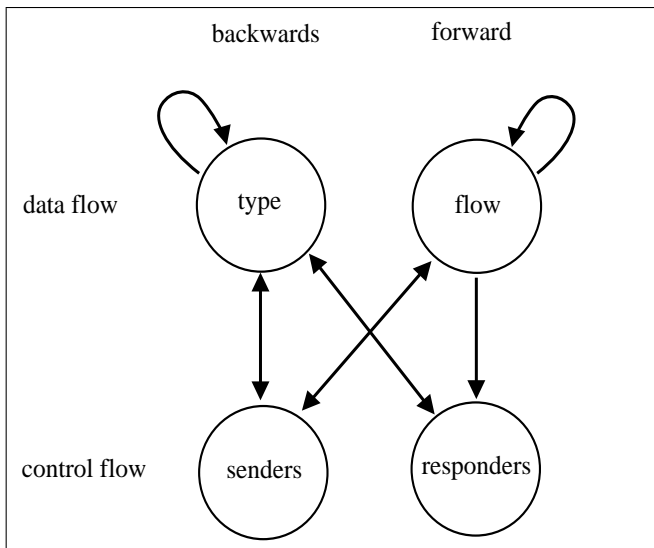 backwards forward
data flow type flow
control flow senders responders